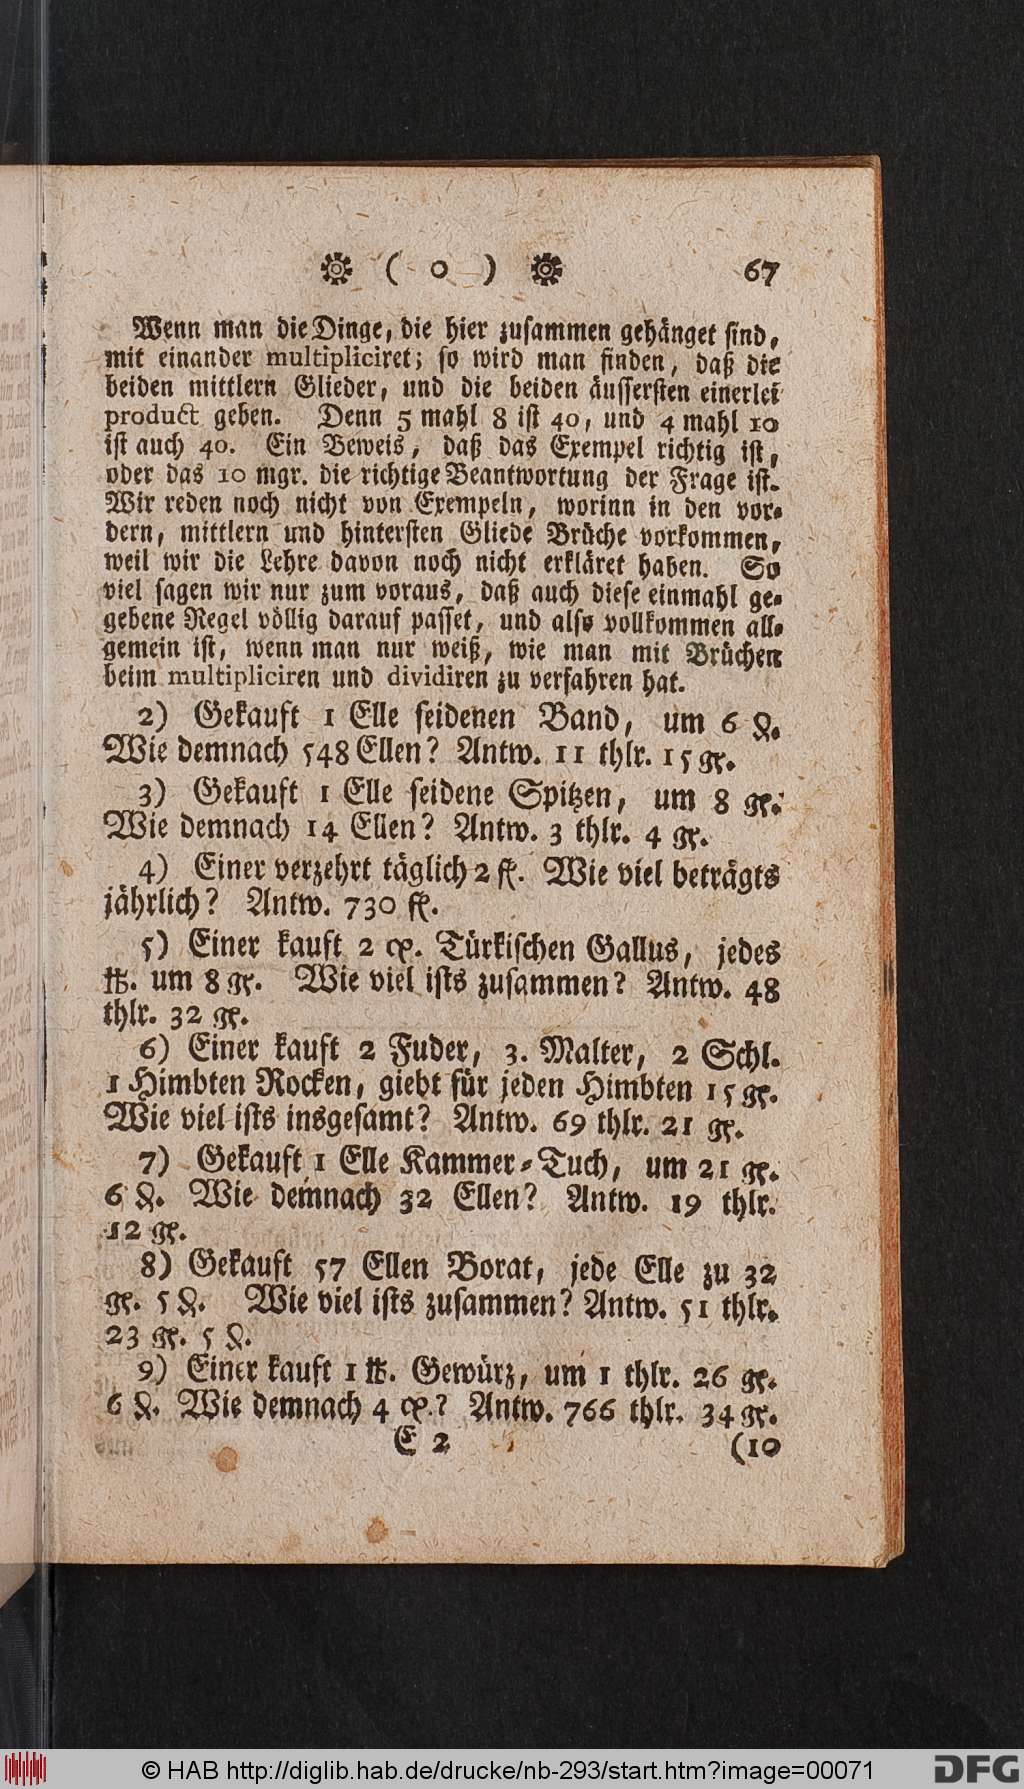 ( o ) 67
Wenn man die Dinge, die hier zusammen gehänget sind,
mit einander multipliciret; so wird man finden, daß die
beiden mittlern Glieder, und die beiden äussersten einerlei
product geben. Denn 5 mahl 8 ist 40, und 4 mahl 10
ist auch 40. Ein Beweis, daß das Exempel richtig ist,
oder das 10 mgr. die richtige Beantwortung der Frage ist.
Wir reden noch nicht von Exempeln, worinn in den vor-
dern, mittlern und hintersten Gliede Brüche vorkommen,
weil wir die Lehre davon noch nicht erkläret haben. So
viel sagen wir nur zum voraus, daß auch diese einmahl ge-
gebene Regel völlig darauf passet, und also vollkommen all-
gemein ist, wenn man nur weiß, wie man mit Brüchen
beim multipliciren und dividiren zu verfahren hat.
2) Gekauft 1 Elle seidenen Band, um 6 ₰.
Wie demnach 548 Ellen? Antw. 11 thlr. 15 gr.
3) Gekauft 1 Elle seidene Spitzen, um 8 gr.
Wie demnach 14 Ellen? Antw. 3 thlr. 4 gr.
4) Einer verzehrt täglich 2 fl. Wie viel beträgts
jährlich? Antw. 730 fl.
5) Einer kauft 2 cp. Türkischen Gallus, jedes
℔. um 8 gr. Wie viel ists zusammen? Antw. 48
thlr. 32 gr.
6) Einer kauft 2 Fuder, 3. Malter, 2 Schl.
1 Himbten Rocken, giebt für jeden Himbten 15 gr.
Wie viel ists insgesamt? Antw. 69 thlr. 21 gr.
7) Gekauft 1 Elle Kammer-Tuch, um 21 gr.
6 ₰. Wie demnach 32 Ellen? Antw. 19 thlr.
12 gr.
8) Gekauft 57 Ellen Borat, jede Elle zu 32
gr. 5 ₰. Wie viel ists zusammen? Antw. 51 thlr.
23 gr. 5 ₰.
9) Einer kauft 1 ℔. Gewürz, um 1 thlr. 26 gr.
6 ₰. Wie demnach 4 cp.? Antw. 766 thlr. 34 gr.
E 2 (10
© HAB http://diglib.hab.de/drucke/nb-293/start.htm?image=00071 DFG